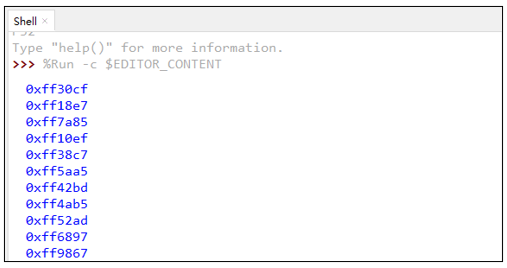 Shell ×
Type "help()" for more information.
>>> %Run -c $EDITOR_CONTENT
0xff30cf
0xff18e7
0xff7a85
0xff10ef
0xff38c7
0xff5aa5
0xff42bd
0xff4ab5
0xff52ad
0xff6897
0xff9867